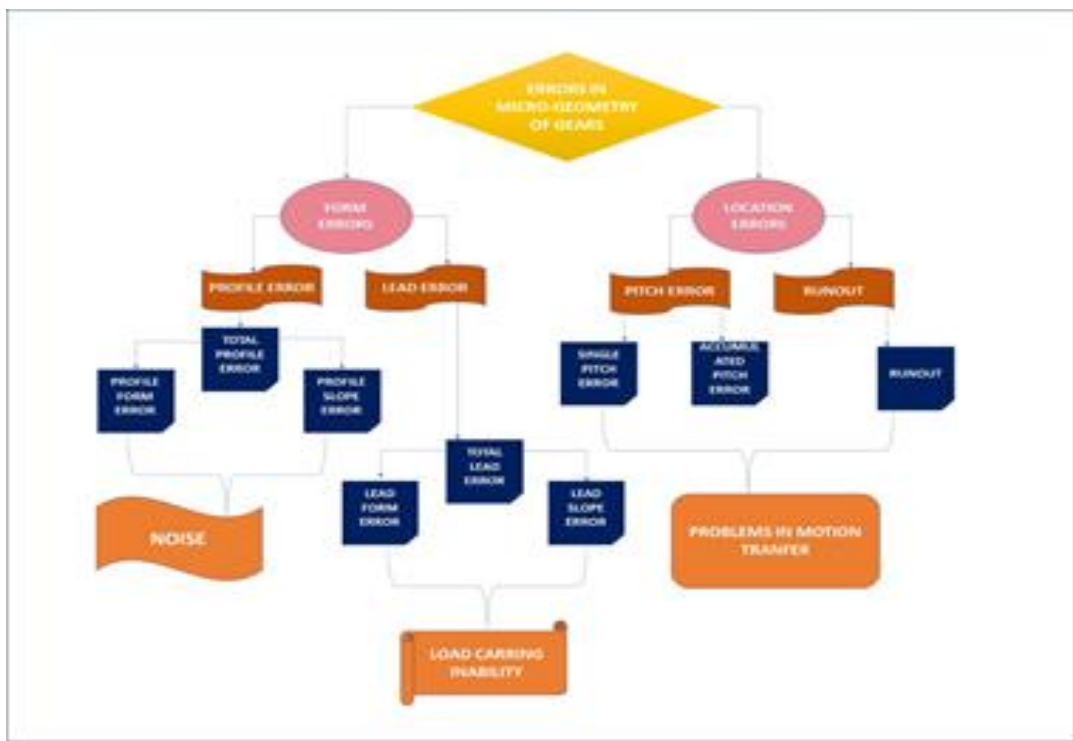 ERRORS IN
MICRO-GEOMETRY
OF GEARS
FORM
ERRORS
LOCATION
ERRORS
PROFILE ERROR
LEAD ERROR
PITCH ERROR
RUNOUT
TOTAL
PROFILE
ERROR
PROFILE
FORM
ERROR
PROFILE
SLOPE
ERROR
SINGLE
PITCH
ERROR
ACCUMUL
ATED
PITCH
ERROR
RUNOUT
TOTAL
LEAD
ERROR
LEAD
FORM
ERROR
LEAD
SLOPE
ERROR
NOISE
PROBLEMS IN MOTION
TRANFER
LOAD CARRING
INABILITY